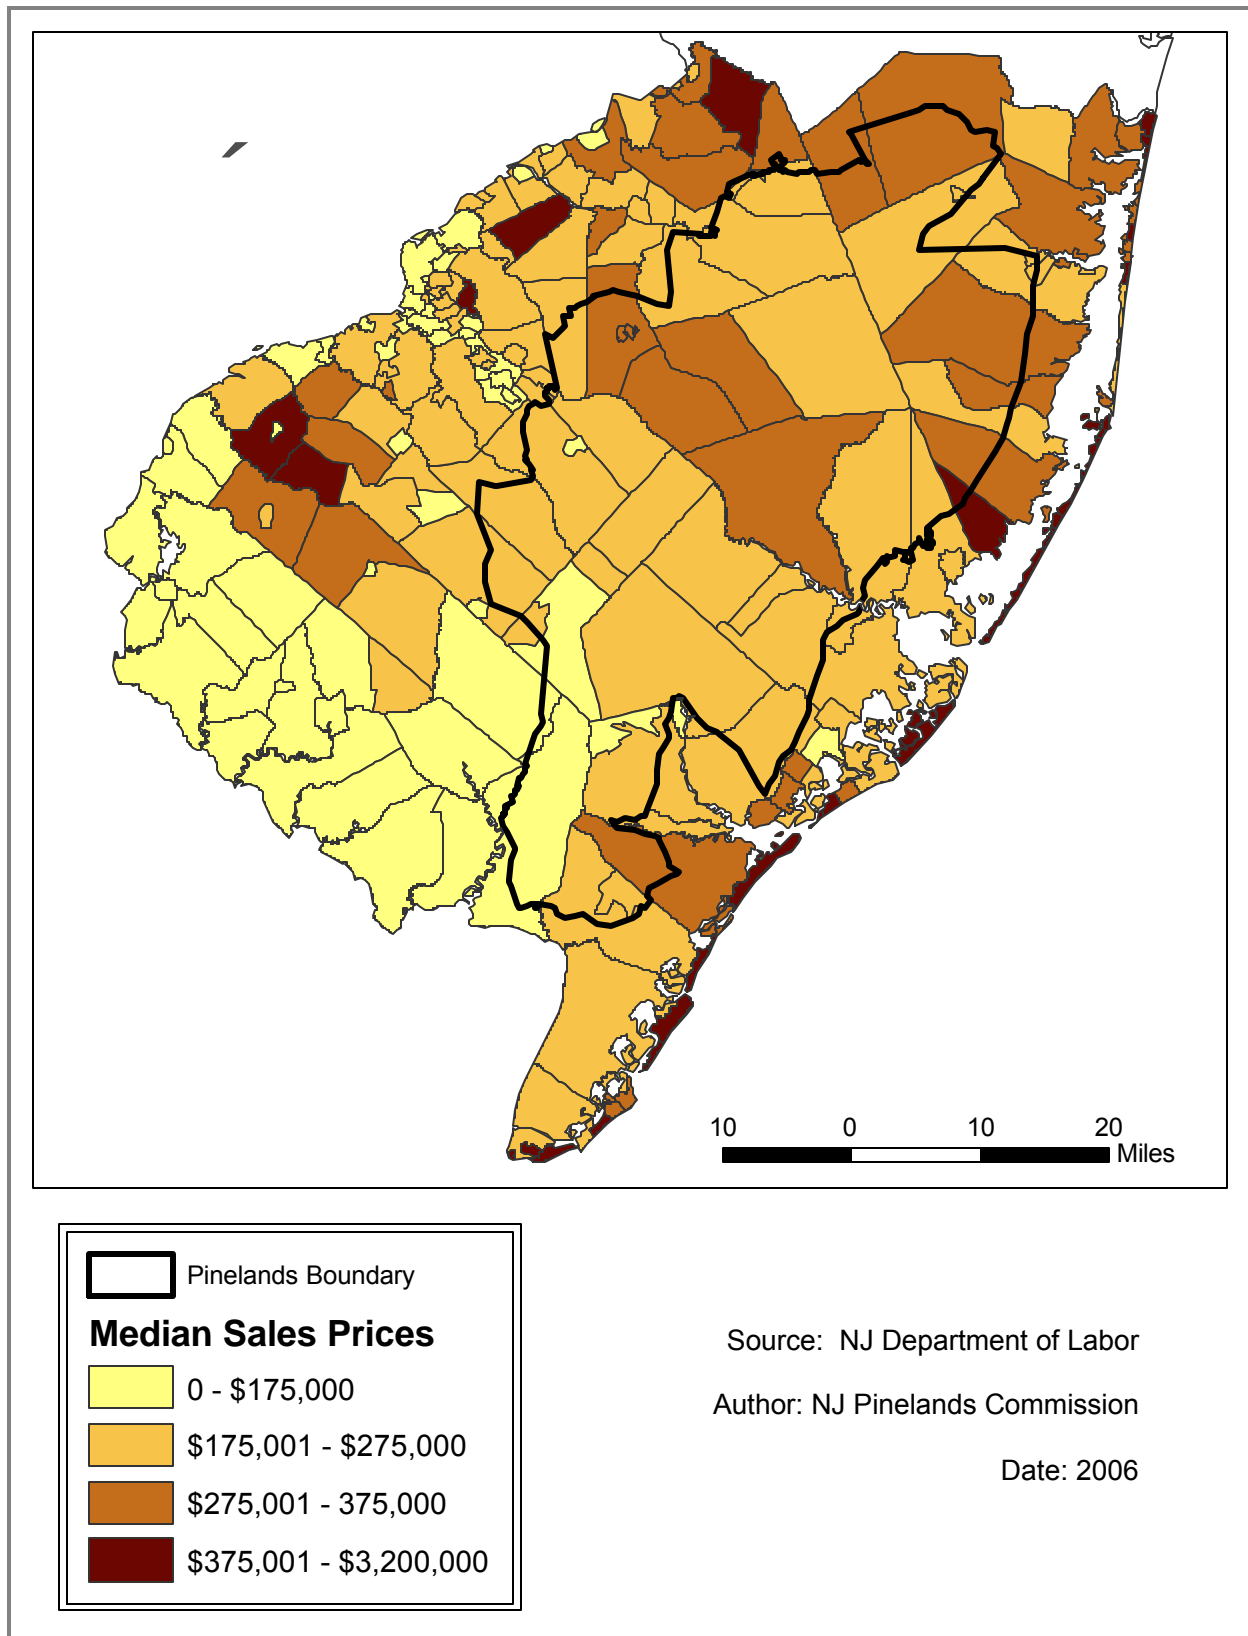 10 0 10 20
Miles
Pinelands Boundary
Median Sales Prices
0 - $175,000
$175,001 - $275,000
$275,001 - 375,000
$375,001 - $3,200,000
Source: NJ Department of Labor
Author: NJ Pinelands Commission
Date: 2006